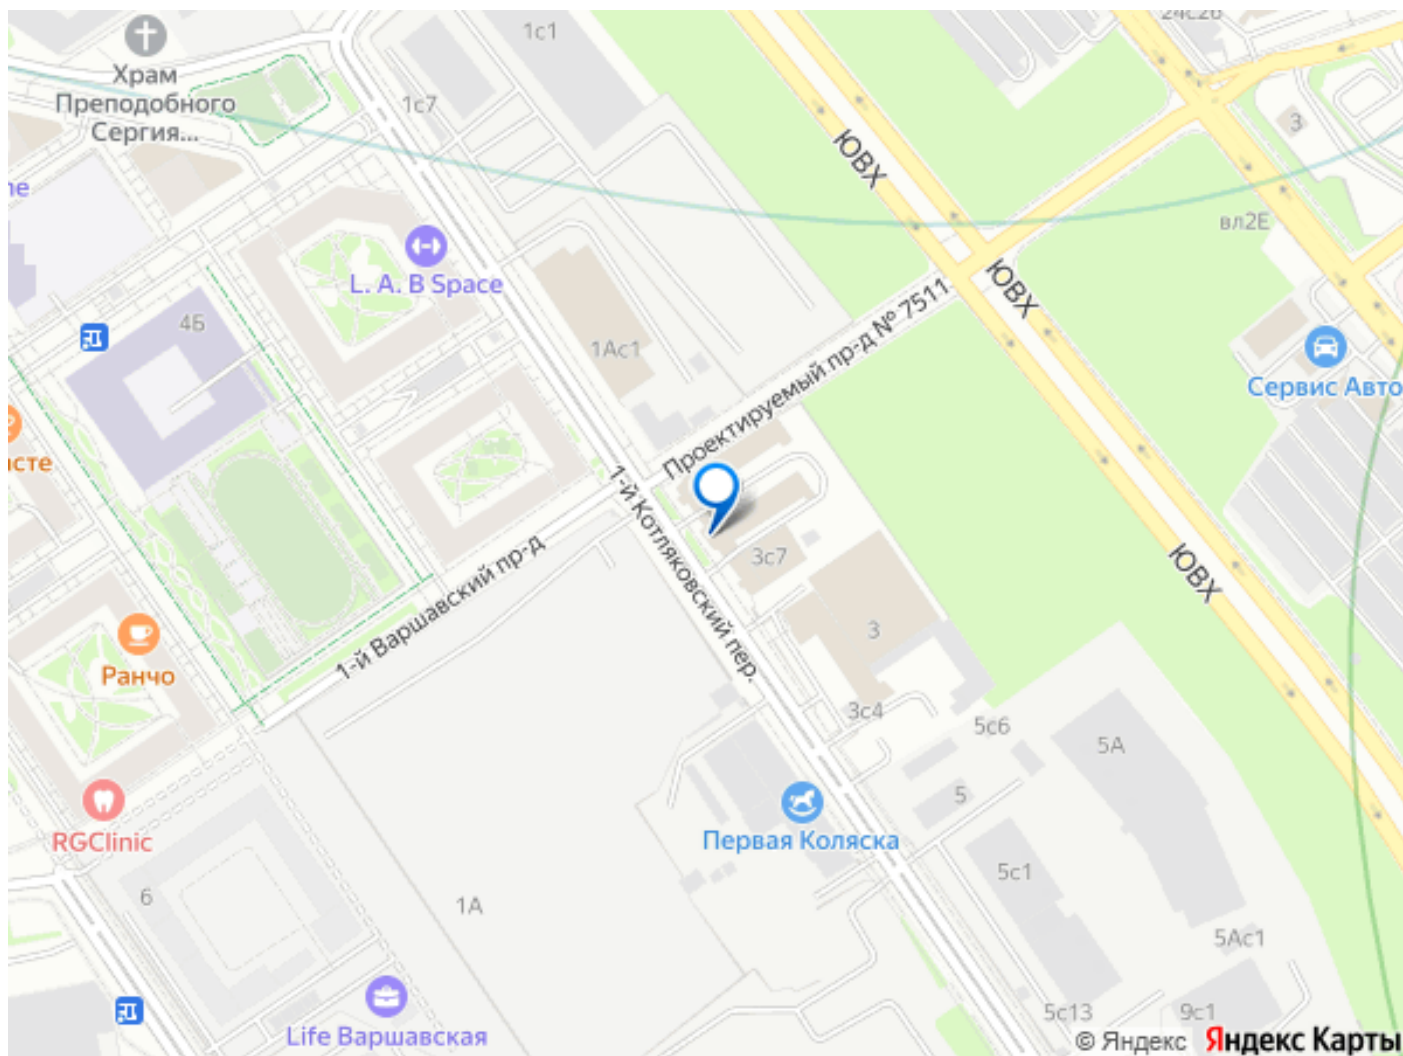 24с26
1с1
Храм
Преподобного
Сергия...
1с7
3
ЮВХ
вл2Е
L. A. B Space
ЮВХ
4Б
1Ас1
Проектируемый пр-д № 7511
Сервис Авто
1-й Котляковский пер.
1-й Варшавский пр-д
3с7
ЮВХ
3
Ранчо
3с4
5с6
5А
5
RGClinic
Первая Коляска
5с1
6
1А
5Ас1
5с13
9с1
Life Варшавская
© Яндекс Яндекс Карты